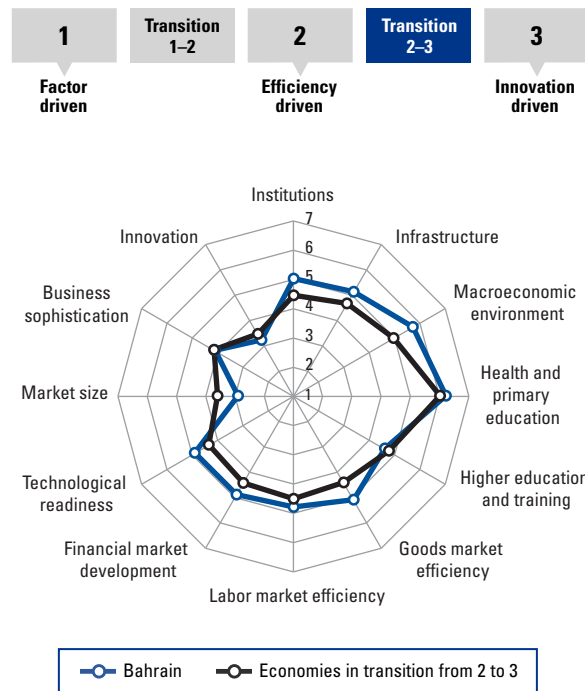 1
Transition
1–2
2
Transition
2–3
3
Factor
driven
Efficiency
driven
Innovation
driven
Institutions
7
6
5
4
3
2
1
Infrastructure
Macroeconomic
environment
Health and
primary
education
Higher education
and training
Goods market
efficiency
Labor market efficiency
Financial market
development
Technological
readiness
Market size
Business
sophistication
Innovation
Bahrain
Economies in transition from 2 to 3